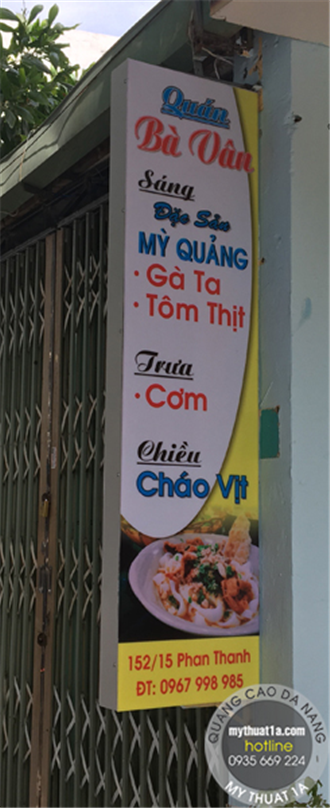 Quán
Bà Vân
Sáng
Đặc Sản
MỲ QUẢNG
• Gà Ta
• Tôm Thịt
Trưa
• Cơm
Chiều
Cháo Vịt
152/15 Phan Thanh
ĐT: 0967 998 985
QUANG CAO DA NANG
mythuat1a.com
hotline
0935 669 224
MY THUAT 1A